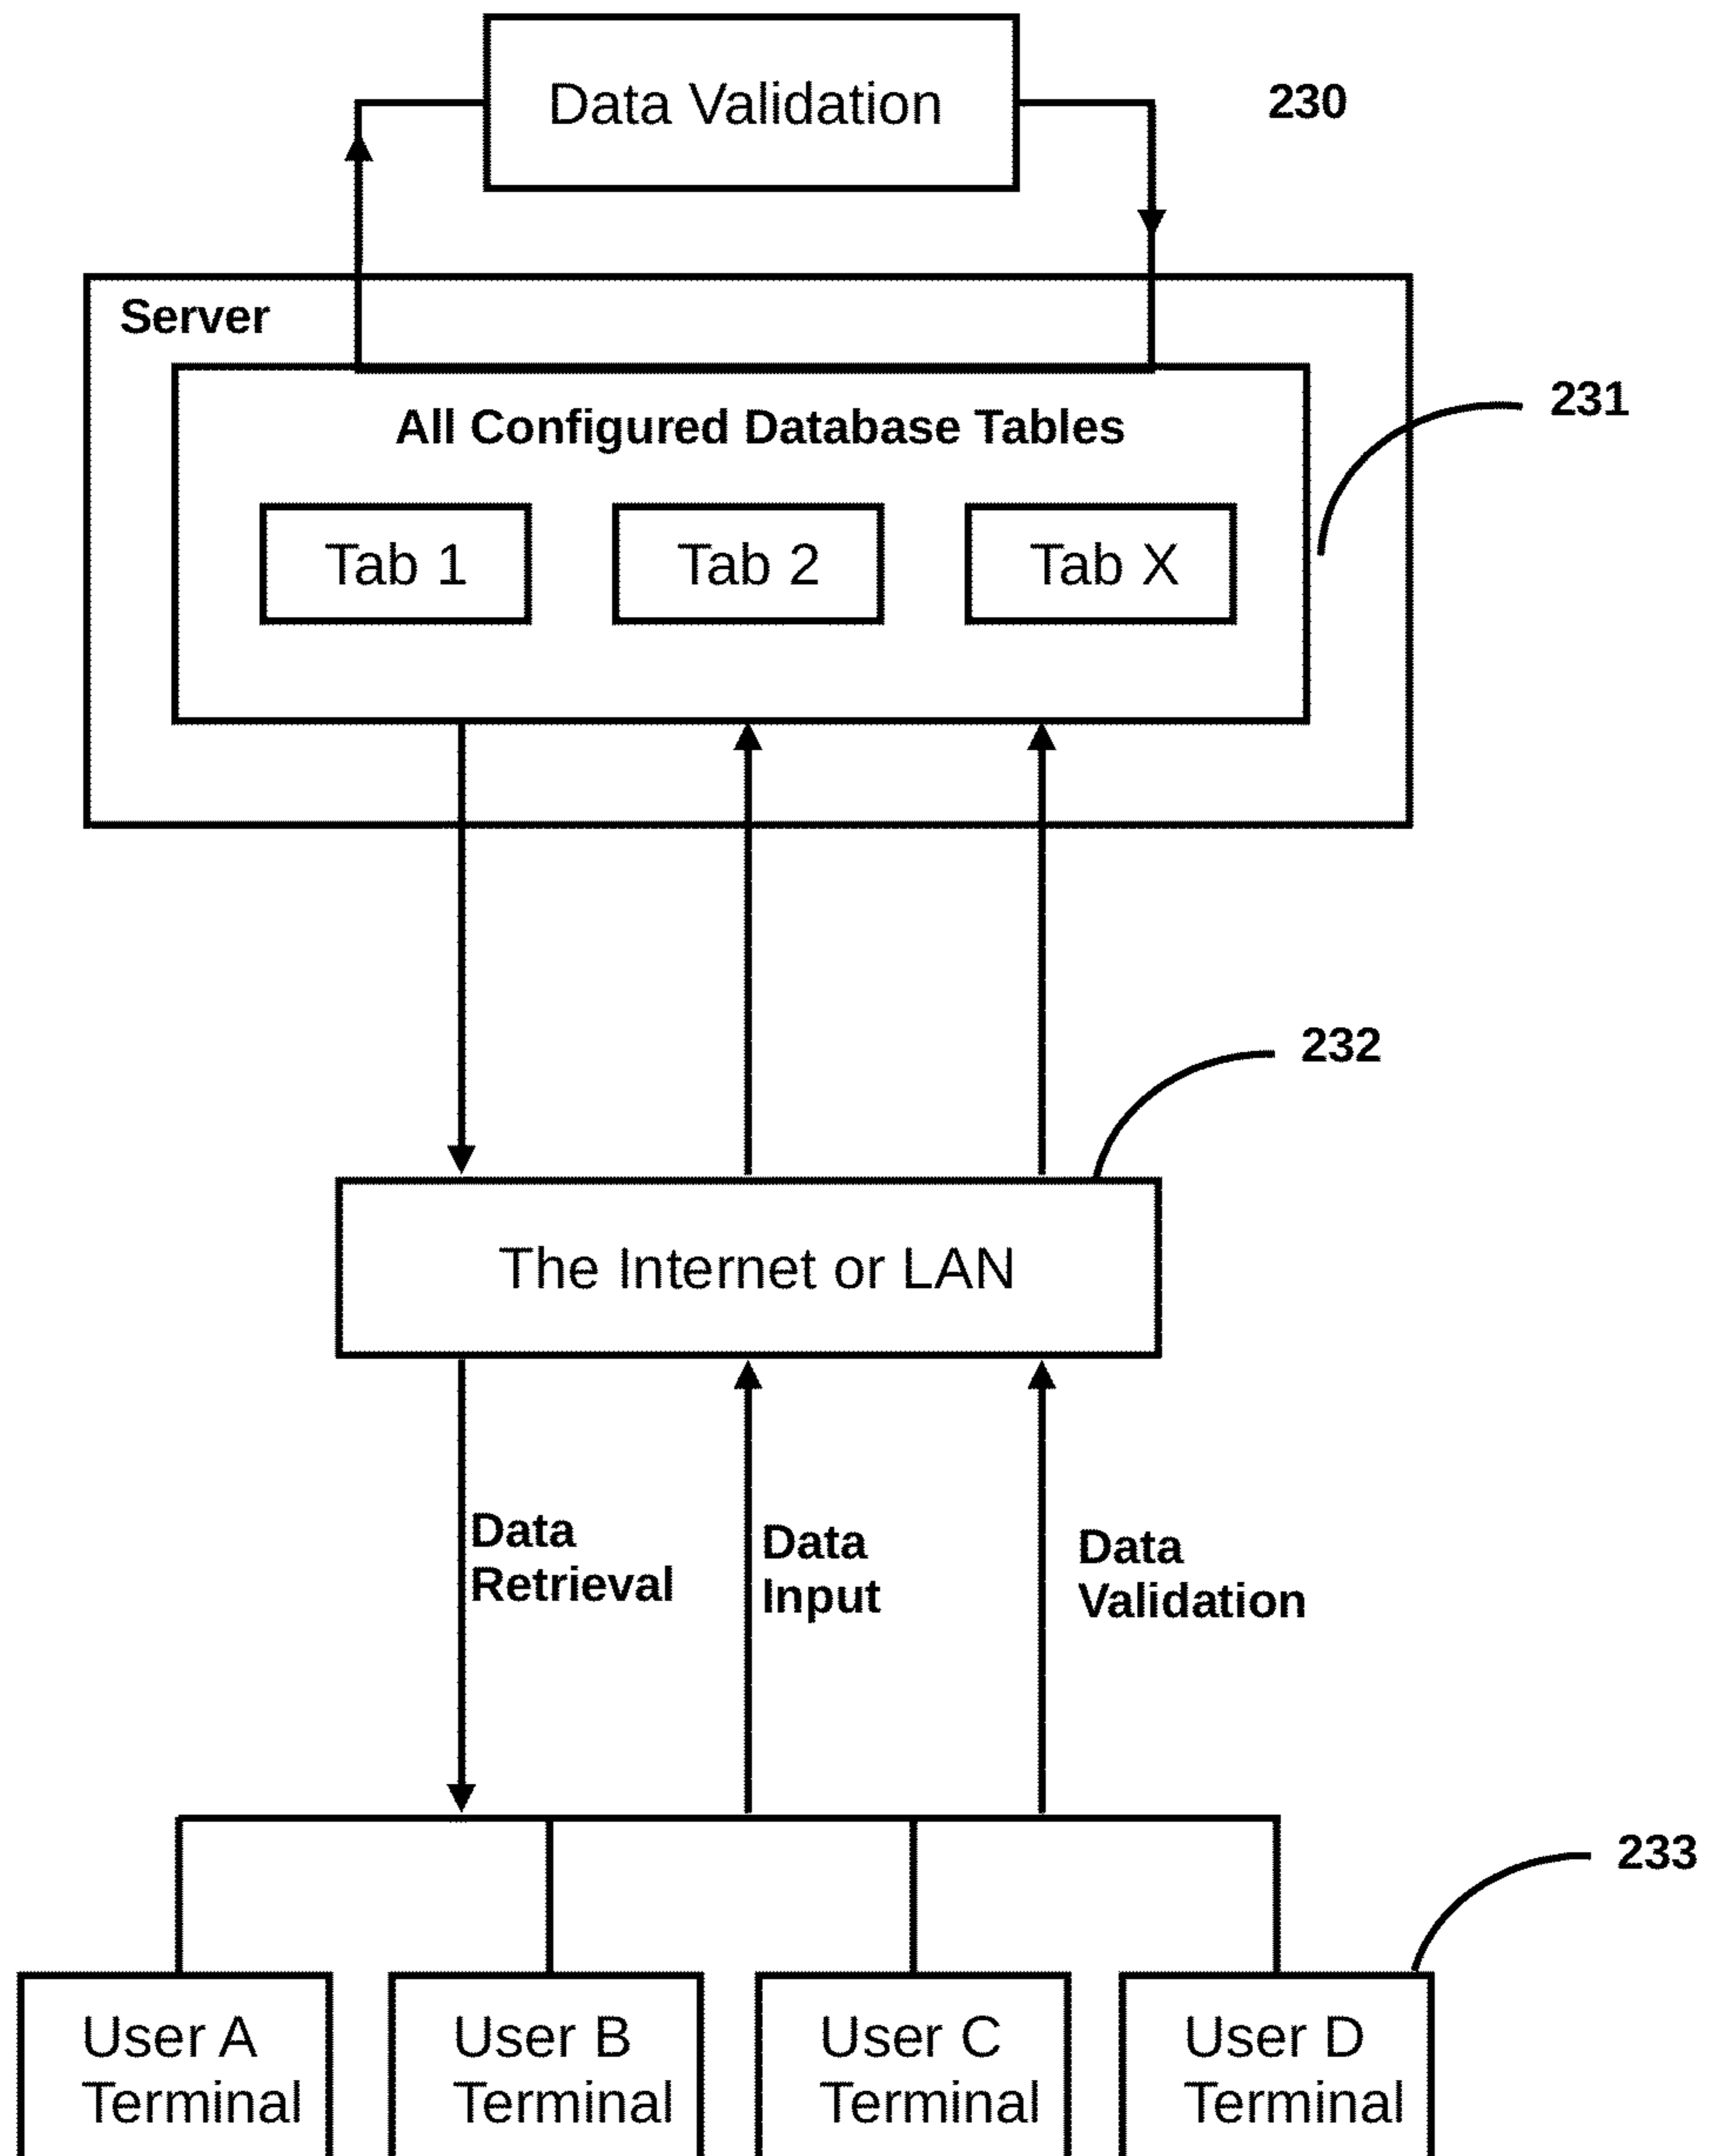 Data Validation
230
Server
231
All Configured Database Tables
Tab 1
Tab 2
Tab X
232
The Internet or LAN
Data
Retrieval
Data
Input
Data
Validation
233
User A
Terminal
User B
Terminal
User C
Terminal
User D
Terminal